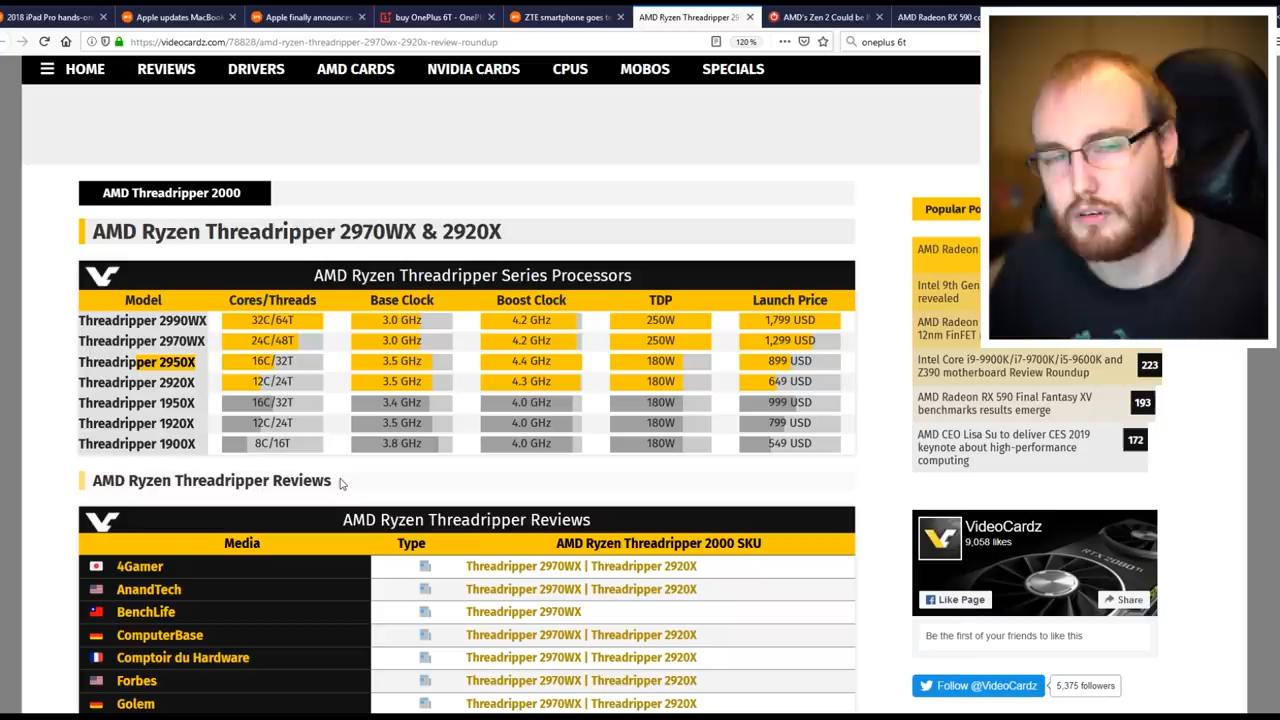 2018 iPad Pro hands-on
Apple updates MacBook
Apple finally announces
buy OnePlus 6T - OnePl
ZTE smartphone goes to
AMD Ryzen Threadripper 29
AMD's Zen 2 Could be
AMD Radeon RX 590 co
https://videocardz.com/78828/amd-ryzen-threadripper-2970wx-2920x-review-roundup
120%
oneplus 6t
HOME REVIEWS DRIVERS AMD CARDS NVIDIA CARDS CPUS MOBOS SPECIALS
AMD Threadripper 2000
AMD Ryzen Threadripper 2970WX & 2920X
AMD Ryzen Threadripper Series Processors
Model Cores/Threads Base Clock Boost Clock TDP Launch Price
Threadripper 2990WX 32C/64T 3.0 GHz 4.2 GHz 250W 1,799 USD
Threadripper 2970WX 24C/48T 3.0 GHz 4.2 GHz 250W 1,299 USD
Threadripper 2950X 16C/32T 3.5 GHz 4.4 GHz 180W 899 USD
Threadripper 2920X 12C/24T 3.5 GHz 4.3 GHz 180W 649 USD
Threadripper 1950X 16C/32T 3.4 GHz 4.0 GHz 180W 999 USD
Threadripper 1920X 12C/24T 3.5 GHz 4.0 GHz 180W 799 USD
Threadripper 1900X 8C/16T 3.8 GHz 4.0 GHz 180W 549 USD
AMD Ryzen Threadripper Reviews
AMD Ryzen Threadripper Reviews
Media Type AMD Ryzen Threadripper 2000 SKU
4Gamer Threadripper 2970WX | Threadripper 2920X
AnandTech Threadripper 2970WX | Threadripper 2920X
BenchLife Threadripper 2970WX
ComputerBase Threadripper 2970WX | Threadripper 2920X
Comptoir du Hardware Threadripper 2970WX | Threadripper 2920X
Forbes Threadripper 2970WX | Threadripper 2920X
Golem Threadripper 2970WX | Threadripper 2920X
Popular Po
AMD Radeon
Intel 9th Gen
revealed
AMD Radeon
12nm FinFET
Intel Core i9-9900K/i7-9700K/i5-9600K and
Z390 motherboard Review Roundup
223
AMD Radeon RX 590 Final Fantasy XV
benchmarks results emerge
193
AMD CEO Lisa Su to deliver CES 2019
keynote about high-performance
computing
172
VideoCardz
9,058 likes
RTX 2080 Ti
Like Page
Share
Be the first of your friends to like this
Follow @VideoCardz
5,375 followers